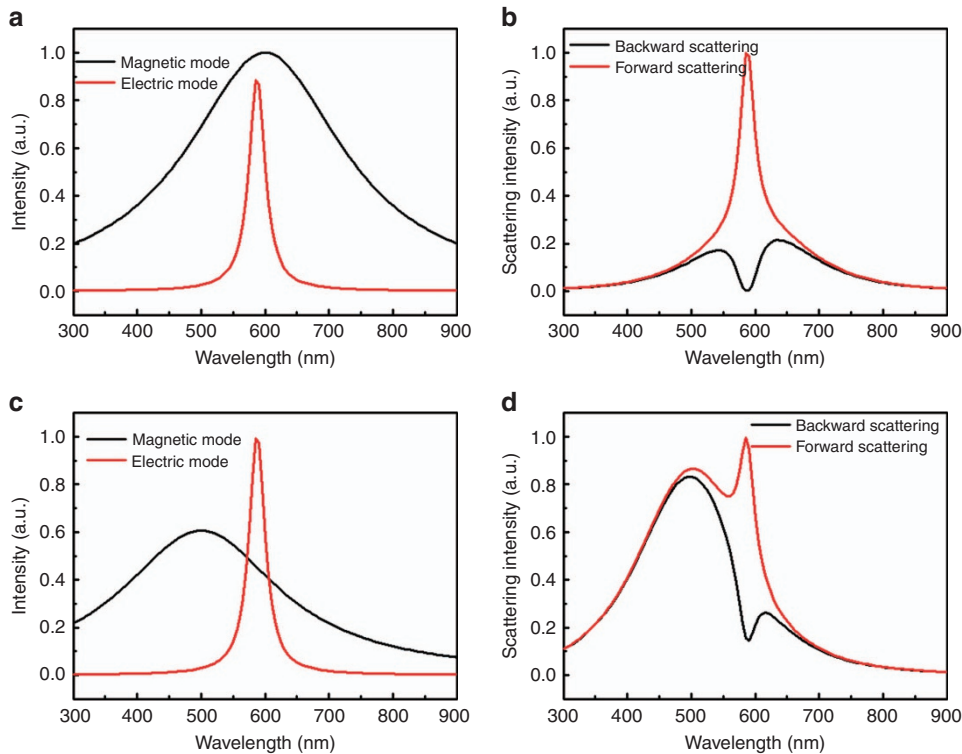 a
Magnetic mode
Electric mode
1.0
0.8
0.6
0.4
0.2
0.0
Intensity (a.u.)
300 400 500 600 700 800 900
Wavelength (nm)
b
Backward scattering
Forward scattering
1.0
0.8
0.6
0.4
0.2
0.0
Scattering intensity (a.u.)
300 400 500 600 700 800 900
Wavelength (nm)
c
Magnetic mode
Electric mode
1.0
0.8
0.6
0.4
0.2
0.0
Intensity (a.u.)
300 400 500 600 700 800 900
Wavelength (nm)
d
Backward scattering
Forward scattering
1.0
0.8
0.6
0.4
0.2
0.0
Scattering intensity (a.u.)
300 400 500 600 700 800 900
Wavelength (nm)